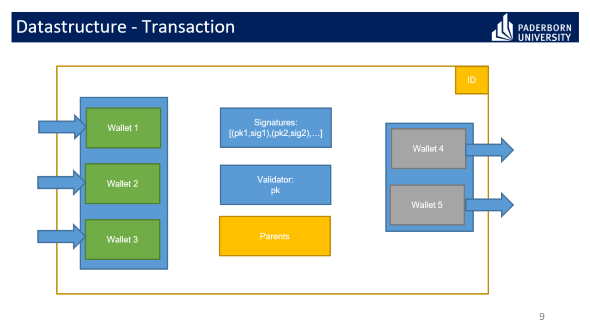 Datastructure - Transaction
PADERBORN
UNIVERSITY
ID
Wallet 1
Wallet 2
Wallet 3
Signatures:
[(pk1,sig1),(pk2,sig2),...]
Validator:
pk
Parents
Wallet 4
Wallet 5
9